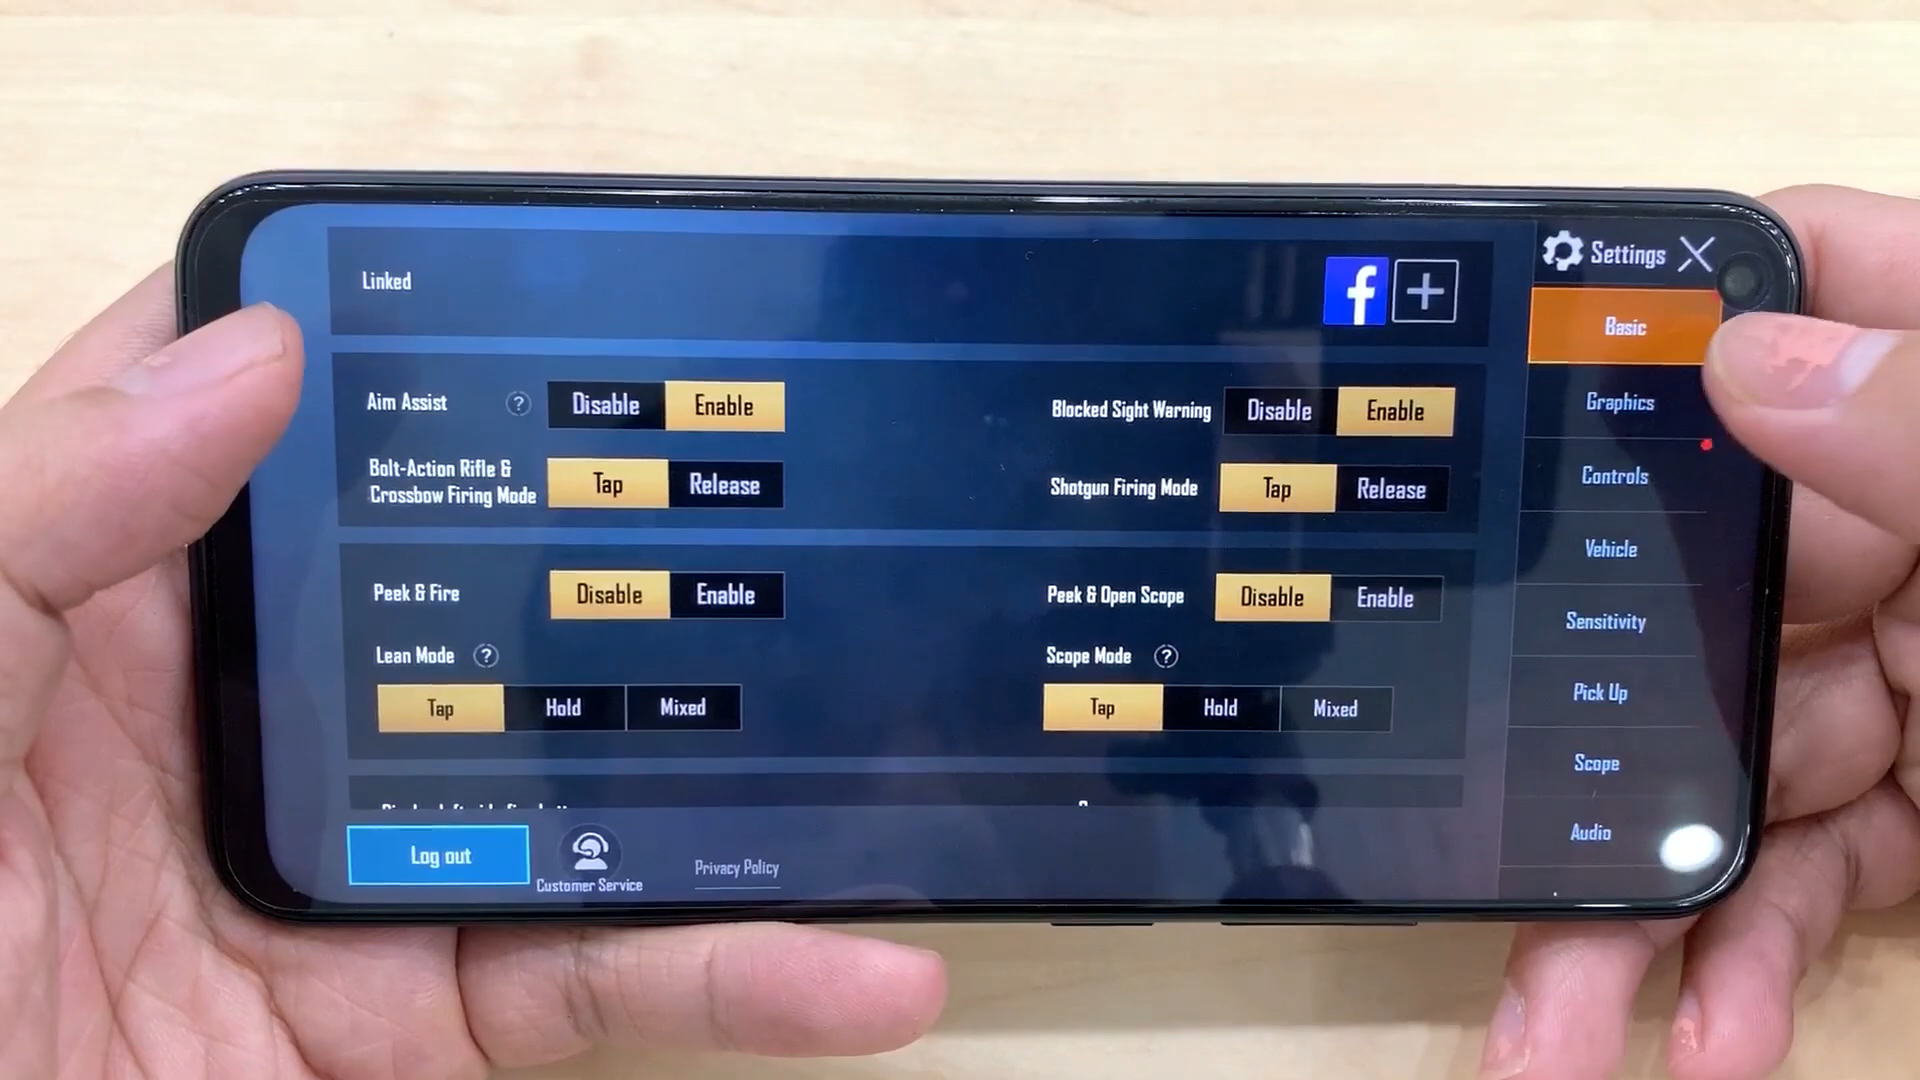 Linked
f
Settings
Basic
Aim Assist ? Disable Enable
Blocked Sight Warning Disable Enable
Graphics
Bolt-Action Rifle &
Crossbow Firing Mode Tap Release
Shotgun Firing Mode Tap Release
Controls
Vehicle
Peek & Fire Disable Enable
Peek & Open Scope Disable Enable
Sensitivity
Lean Mode ?
Scope Mode ?
Pick Up
Tap Hold Mixed
Tap Hold Mixed
Scope
Audio
Log out
Customer Service
Privacy Policy